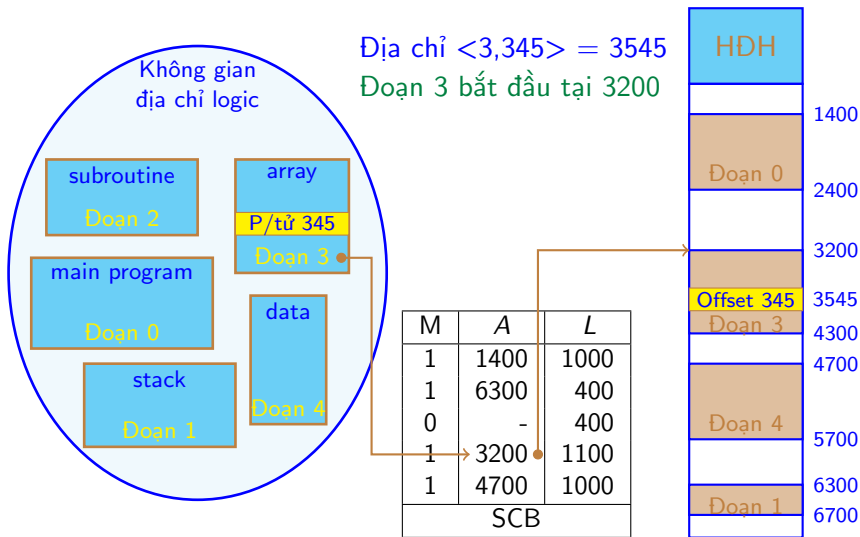 Không gian
địa chỉ logic
Địa chỉ <3,345> = 3545
Đoạn 3 bắt đầu tại 3200
subroutine
Đoạn 2
array
P/tử 345
Đoạn 3
main program
Đoạn 0
data
Đoạn 4
stack
Đoạn 1
M A L
1 1400 1000
1 6300 400
0 - 400
1 3200 1100
1 4700 1000
SCB
HĐH
1400
Đoạn 0
2400
3200
Offset 345 3545
Đoạn 3
4300
4700
Đoạn 4
5700
6300
Đoạn 1
6700